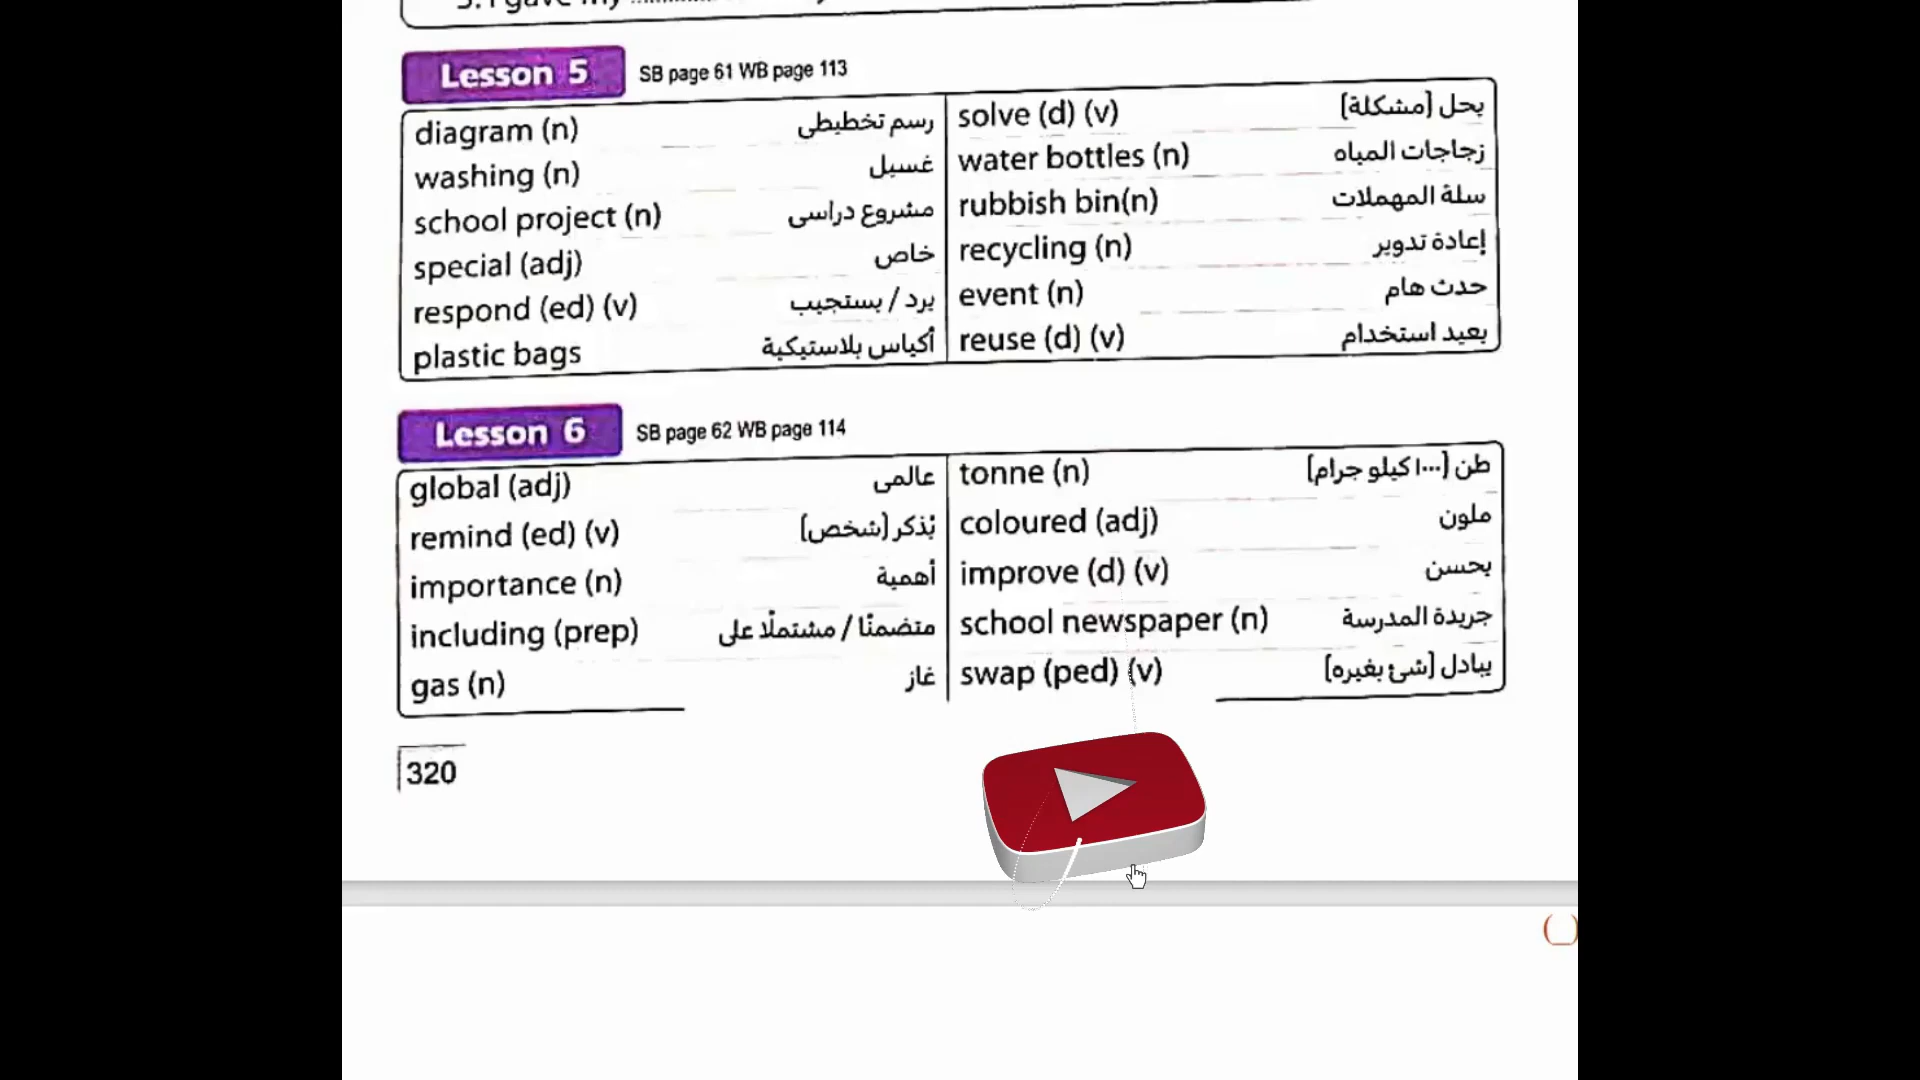 Lesson 5 SB page 61 WB page 113
diagram (n) رسم تخطيطى
washing (n) غسيل
school project (n) مشروع دراسى
special (adj) خاص
respond (ed) (v) يرد / يستجيب
plastic bags أكياس بلاستيكية
solve (d) (v) يحل [مشكلة]
water bottles (n) زجاجات المياه
rubbish bin(n) سلة المهملات
recycling (n) إعادة تدوير
event (n) حدث هام
reuse (d) (v) يعيد استخدام
Lesson 6 SB page 62 WB page 114
global (adj) عالمى
remind (ed) (v) يُذكر [شخص]
importance (n) أهمية
including (prep) متضمنًا / مشتملًا على
gas (n) غاز
tonne (n) طن [١٠٠٠ كيلو جرام]
coloured (adj) ملون
improve (d) (v) يحسن
school newspaper (n) جريدة المدرسة
swap (ped) (v) يبادل [شئ بغيره]
320